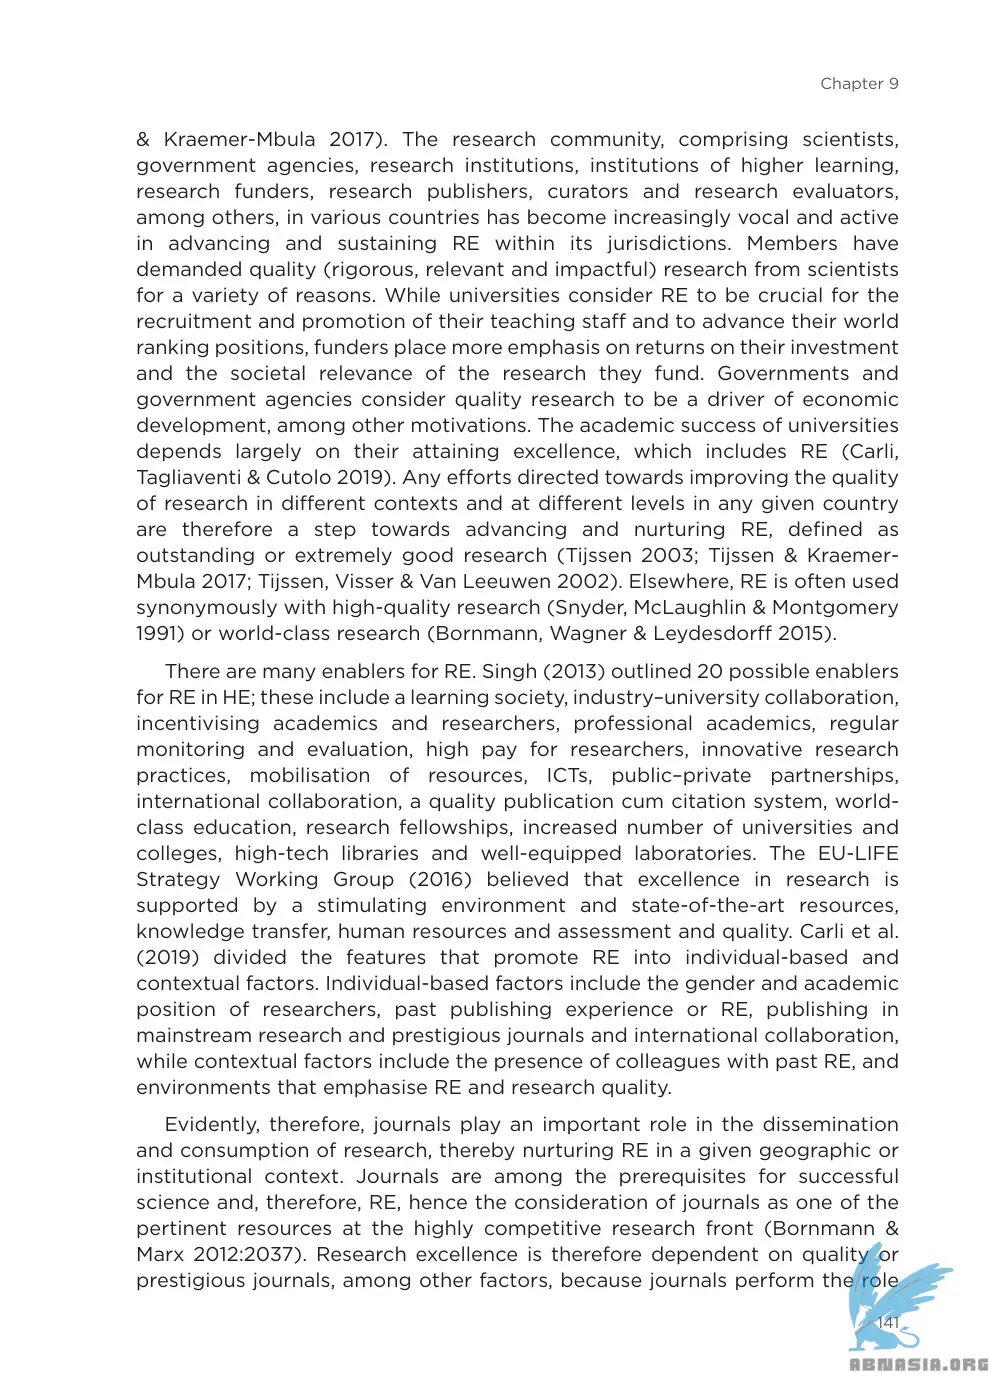 Chapter 9
& Kraemer-Mbula 2017). The research community, comprising scientists,
government agencies, research institutions, institutions of higher learning,
research funders, research publishers, curators and research evaluators,
among others, in various countries has become increasingly vocal and active
in advancing and sustaining RE within its jurisdictions. Members have
demanded quality (rigorous, relevant and impactful) research from scientists
for a variety of reasons. While universities consider RE to be crucial for the
recruitment and promotion of their teaching staff and to advance their world
ranking positions, funders place more emphasis on returns on their investment
and the societal relevance of the research they fund. Governments and
government agencies consider quality research to be a driver of economic
development, among other motivations. The academic success of universities
depends largely on their attaining excellence, which includes RE (Carli,
Tagliaventi & Cutolo 2019). Any efforts directed towards improving the quality
of research in different contexts and at different levels in any given country
are therefore a step towards advancing and nurturing RE, defined as
outstanding or extremely good research (Tijssen 2003; Tijssen & Kraemer-
Mbula 2017; Tijssen, Visser & Van Leeuwen 2002). Elsewhere, RE is often used
synonymously with high-quality research (Snyder, McLaughlin & Montgomery
1991) or world-class research (Bornmann, Wagner & Leydesdorff 2015).
There are many enablers for RE. Singh (2013) outlined 20 possible enablers
for RE in HE; these include a learning society, industry–university collaboration,
incentivising academics and researchers, professional academics, regular
monitoring and evaluation, high pay for researchers, innovative research
practices, mobilisation of resources, ICTs, public–private partnerships,
international collaboration, a quality publication cum citation system, world-
class education, research fellowships, increased number of universities and
colleges, high-tech libraries and well-equipped laboratories. The EU-LIFE
Strategy Working Group (2016) believed that excellence in research is
supported by a stimulating environment and state-of-the-art resources,
knowledge transfer, human resources and assessment and quality. Carli et al.
(2019) divided the features that promote RE into individual-based and
contextual factors. Individual-based factors include the gender and academic
position of researchers, past publishing experience or RE, publishing in
mainstream research and prestigious journals and international collaboration,
while contextual factors include the presence of colleagues with past RE, and
environments that emphasise RE and research quality.
Evidently, therefore, journals play an important role in the dissemination
and consumption of research, thereby nurturing RE in a given geographic or
institutional context. Journals are among the prerequisites for successful
science and, therefore, RE, hence the consideration of journals as one of the
pertinent resources at the highly competitive research front (Bornmann &
Marx 2012:2037). Research excellence is therefore dependent on quality or
prestigious journals, among other factors, because journals perform the role
141
ABNASIA.ORG